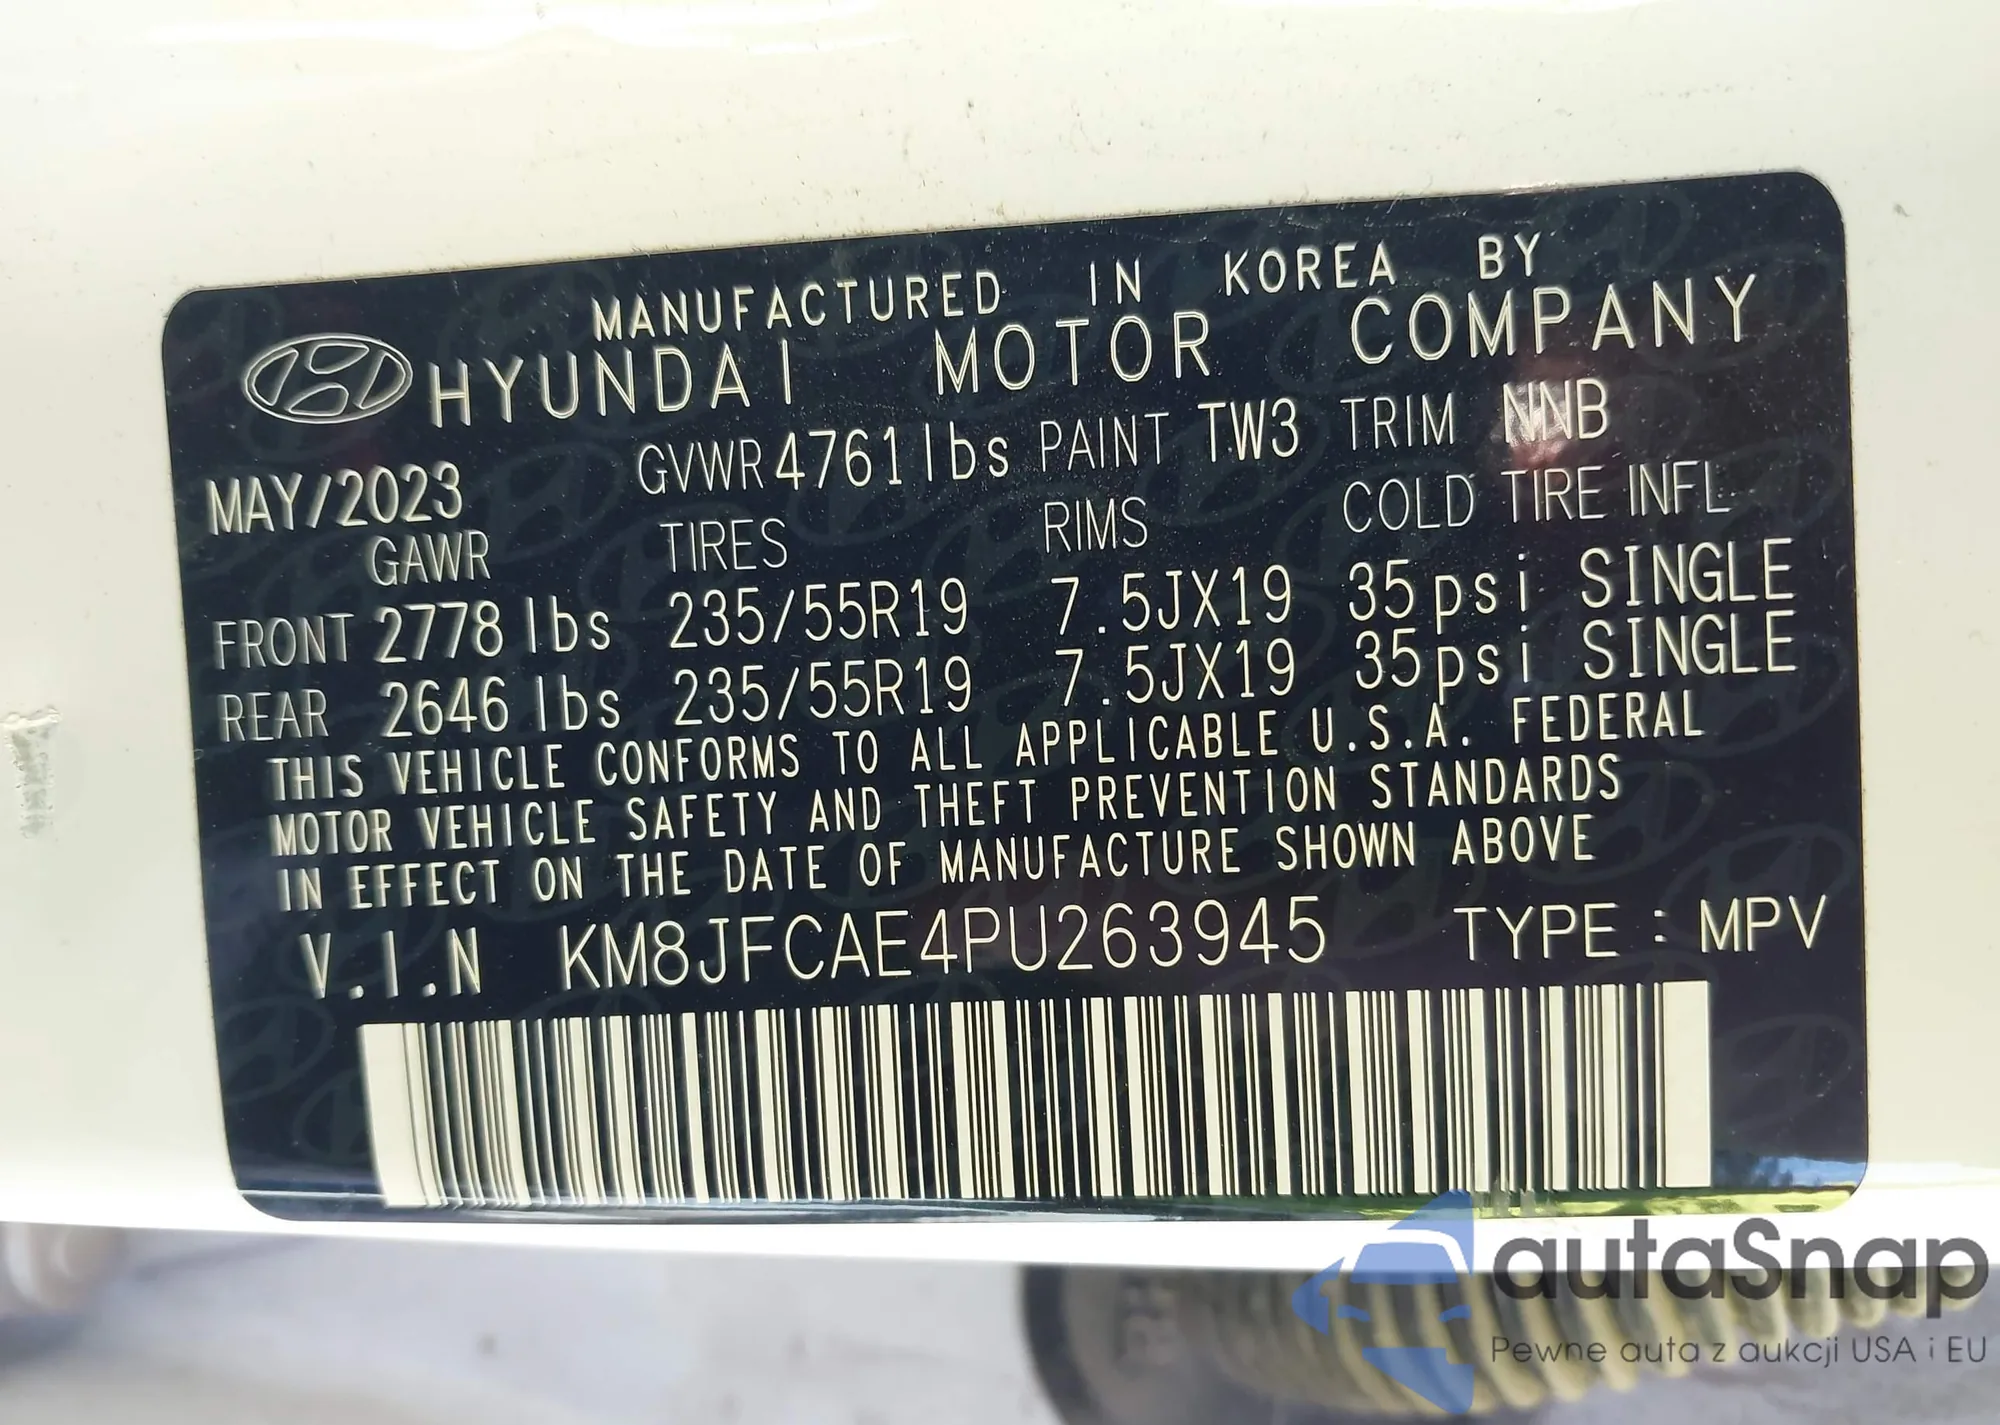 MANUFACTURED IN KOREA BY
HYUNDAI MOTOR COMPANY
MAY/2023 GVWR 4761 lbs PAINT TW3 TRIM NNB
GAWR TIRES RIMS COLD TIRE INFL.
FRONT 2778 lbs 235/55R19 7.5JX19 35psi SINGLE
REAR 2646 lbs 235/55R19 7.5JX19 35psi SINGLE
THIS VEHICLE CONFORMS TO ALL APPLICABLE U.S.A. FEDERAL
MOTOR VEHICLE SAFETY AND THEFT PREVENTION STANDARDS
IN EFFECT ON THE DATE OF MANUFACTURE SHOWN ABOVE
V.I.N KM8JFCAE4PU263945 TYPE : MPV
autaSnap
Pewne auta z aukcji USA i EU